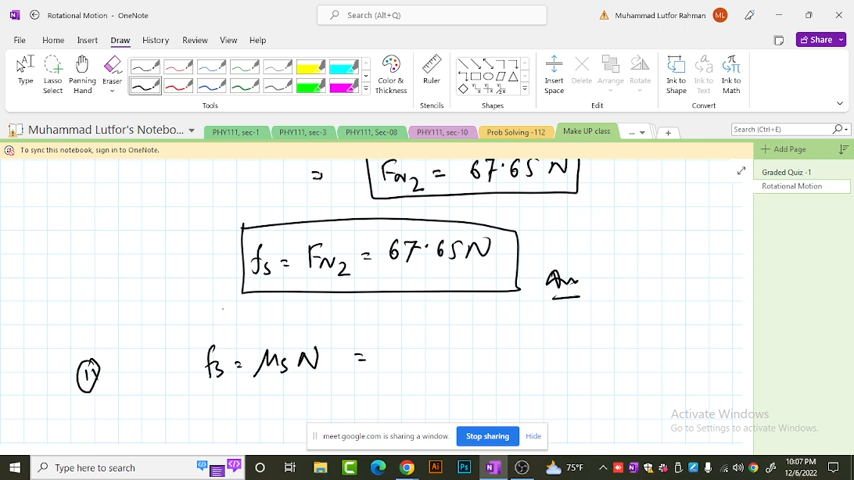 Rotational Motion - OneNote
Search (Alt+Q)
Muhammad Lutfor Rahman
ML
File Home Insert Draw History Review View Help
Share
Type
Lasso Select
Panning Hand
Eraser
Color & Thickness
Ruler
Insert Space
Delete
Arrange
Rotate
Ink to Shape
Ink to Text
Ink to Math
Tools
Stencils
Shapes
Edit
Convert
Muhammad Lutfor's Notebo...
PHY111, sec-1
PHY111, sec-3
PHY111, Sec-08
PHY111, sec-10
Prob Solving -112
Make UP class
Search (Ctrl+E)
To sync this notebook, sign in to OneNote.
Add Page
Graded Quiz -1
Rotational Motion
= FN2 = 67.65 N
fs = FN2 = 67.65 N
Ans
ii fs = μs N =
Activate Windows
Go to Settings to activate Windows.
meet.google.com is sharing a window.
Stop sharing
Hide
Type here to search
75°F
10:07 PM
12/6/2022